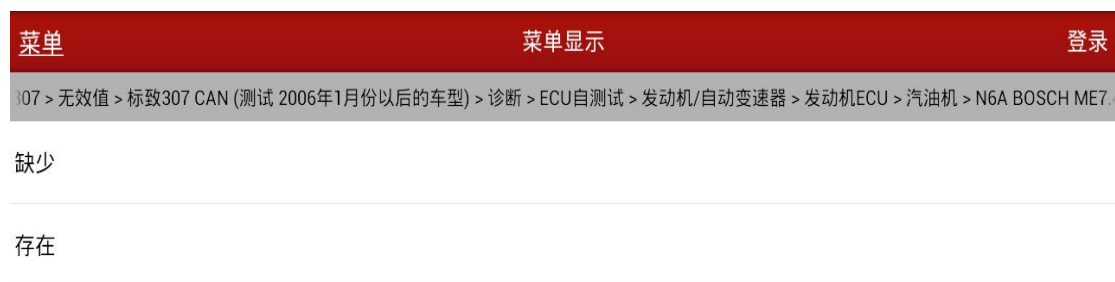 菜单 菜单显示 登录
307 > 无效值 > 标致307 CAN (测试 2006年1月份以后的车型) > 诊断 > ECU自测试 > 发动机/自动变速器 > 发动机ECU > 汽油机 > N6A BOSCH ME7.
缺少
存在